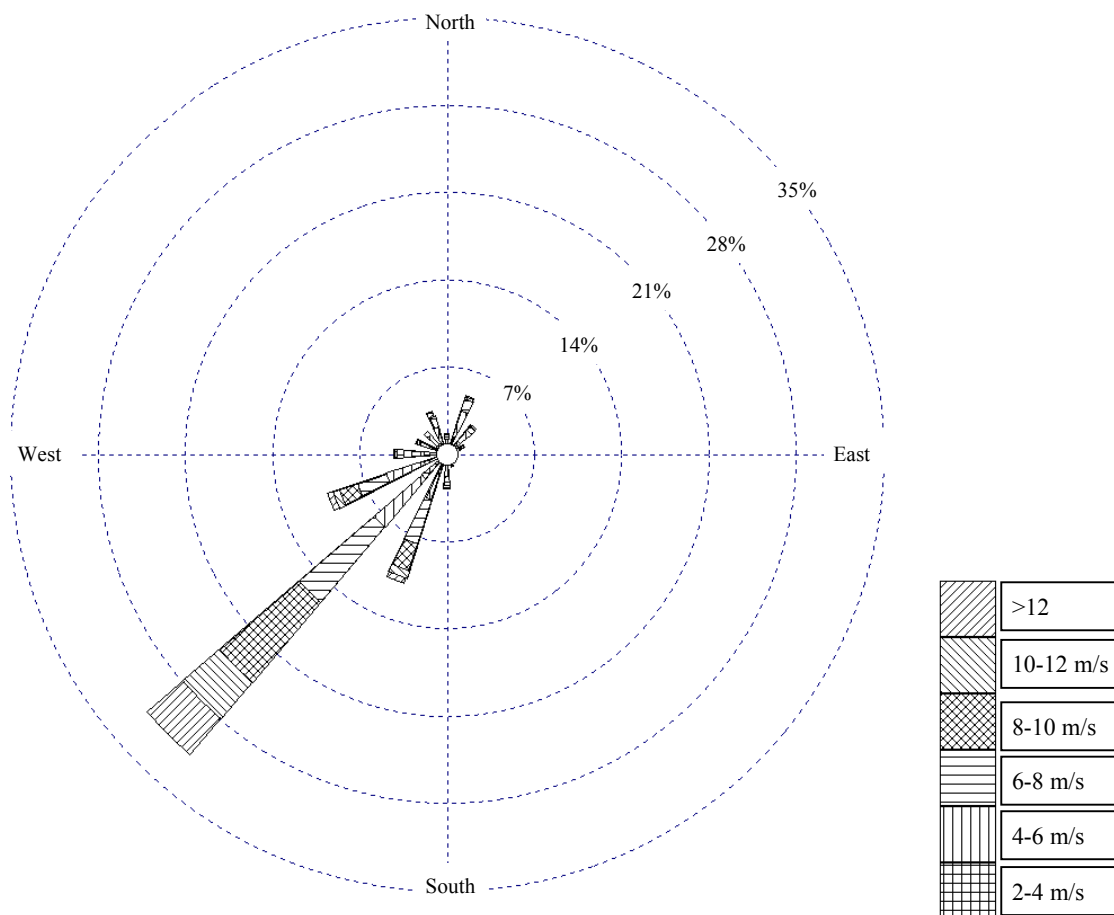 North
35%
28%
21%
14%
7%
West
East
South
>12
10-12 m/s
8-10 m/s
6-8 m/s
4-6 m/s
2-4 m/s